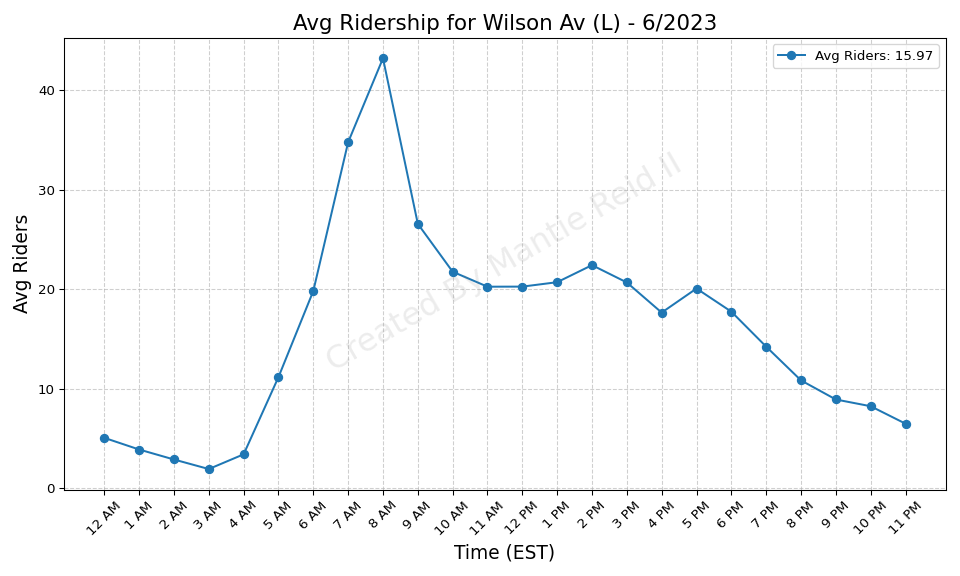 Avg Ridership for Wilson Av (L) - 6/2023
Avg Riders: 15.97
Avg Riders
40
30
20
10
0
Created By Mantle Reid II
12 AM
1 AM
2 AM
3 AM
4 AM
5 AM
6 AM
7 AM
8 AM
9 AM
10 AM
11 AM
12 PM
1 PM
2 PM
3 PM
4 PM
5 PM
6 PM
7 PM
8 PM
9 PM
10 PM
11 PM
Time (EST)